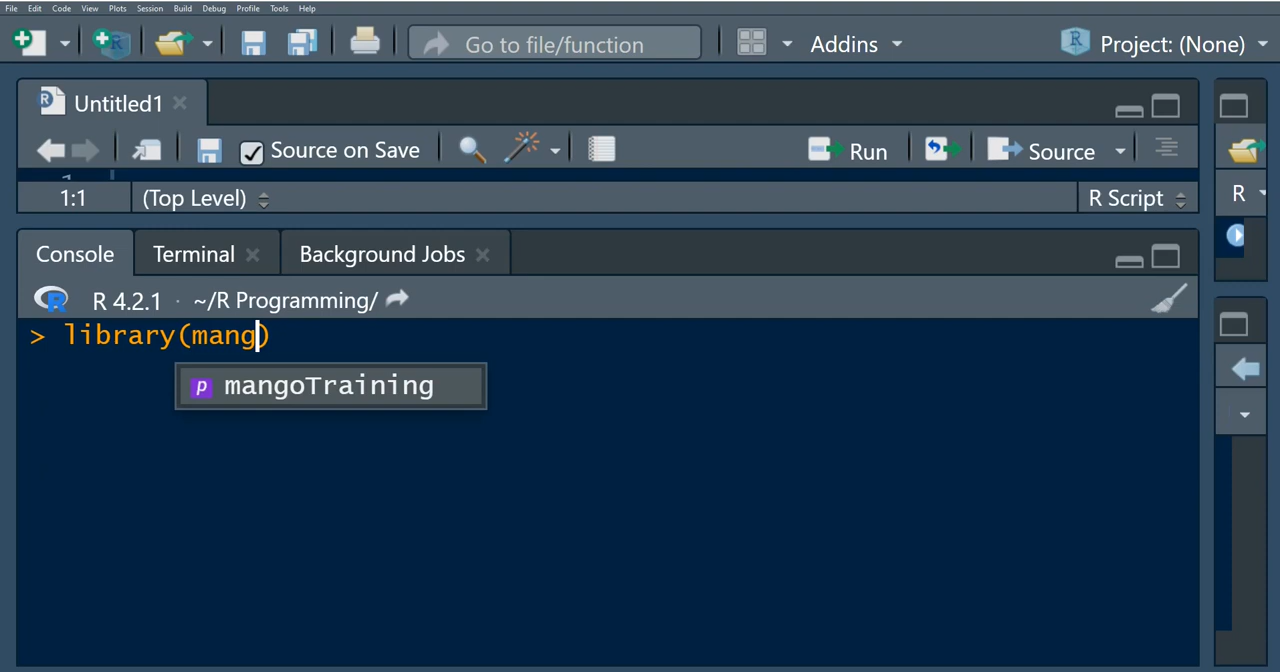 File Edit Code View Plots Session Build Debug Profile Tools Help
Go to file/function Addins Project: (None)
Untitled1
Source on Save Run Source
1:1 (Top Level) R Script R
Console Terminal Background Jobs
R 4.2.1 · ~/R Programming/
> library(mang)
p mangoTraining